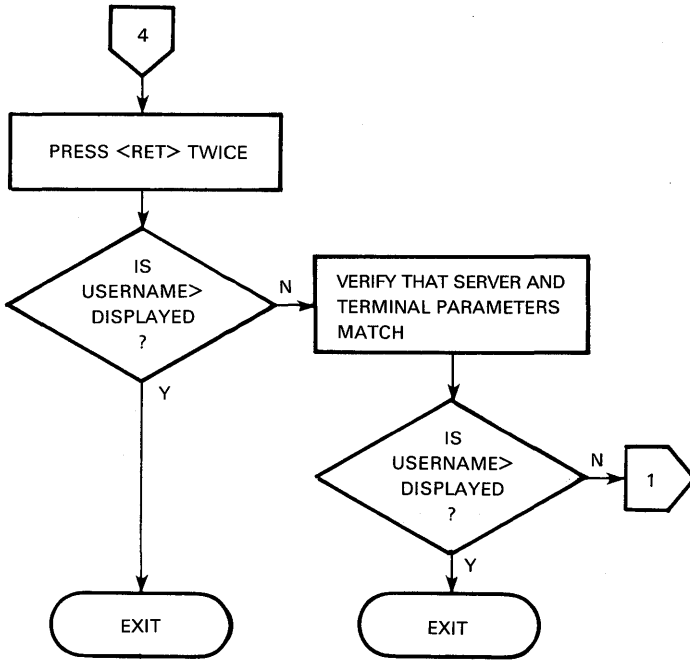 4
PRESS <RET> TWICE
IS
USERNAME>
DISPLAYED
?
N
Y
VERIFY THAT SERVER AND
TERMINAL PARAMETERS
MATCH
IS
USERNAME>
DISPLAYED
?
N
1
Y
EXIT
EXIT